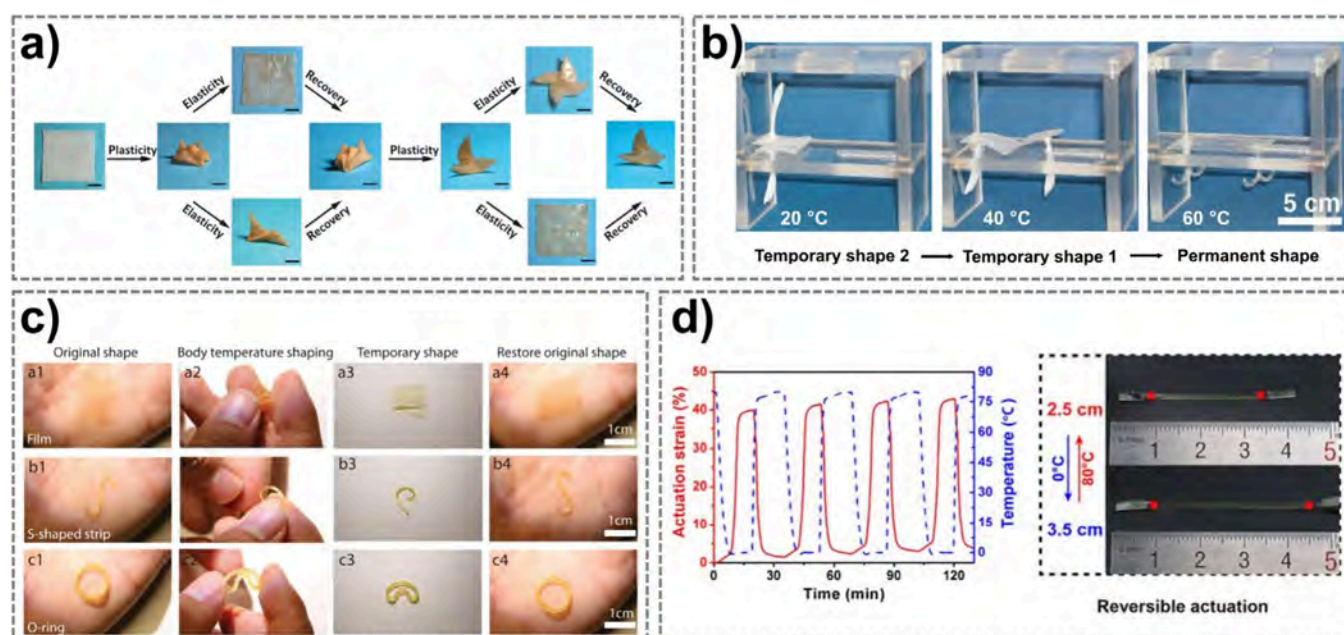 a)
Plasticity
Elasticity
Recovery
Elasticity
Recovery
Plasticity
Elasticity
Recovery
Elasticity
Recovery
b)
20 °C
40 °C
60 °C
5 cm
Temporary shape 2
Temporary shape 1
Permanent shape
c)
Original shape
Body temperature shaping
Temporary shape
Restore original shape
a1
a2
a3
a4
Film
1cm
b1
b3
b4
S-shaped strip
1cm
c1
c3
c4
O-ring
1cm
d)
Actuation strain (%)
50
40
30
20
10
0
Temperature (°C)
90
75
60
45
30
15
0
0
30
60
90
120
Time (min)
2.5 cm
0°C
80°C
3.5 cm
1 2 3 4 5
1 2 3 4 5
Reversible actuation